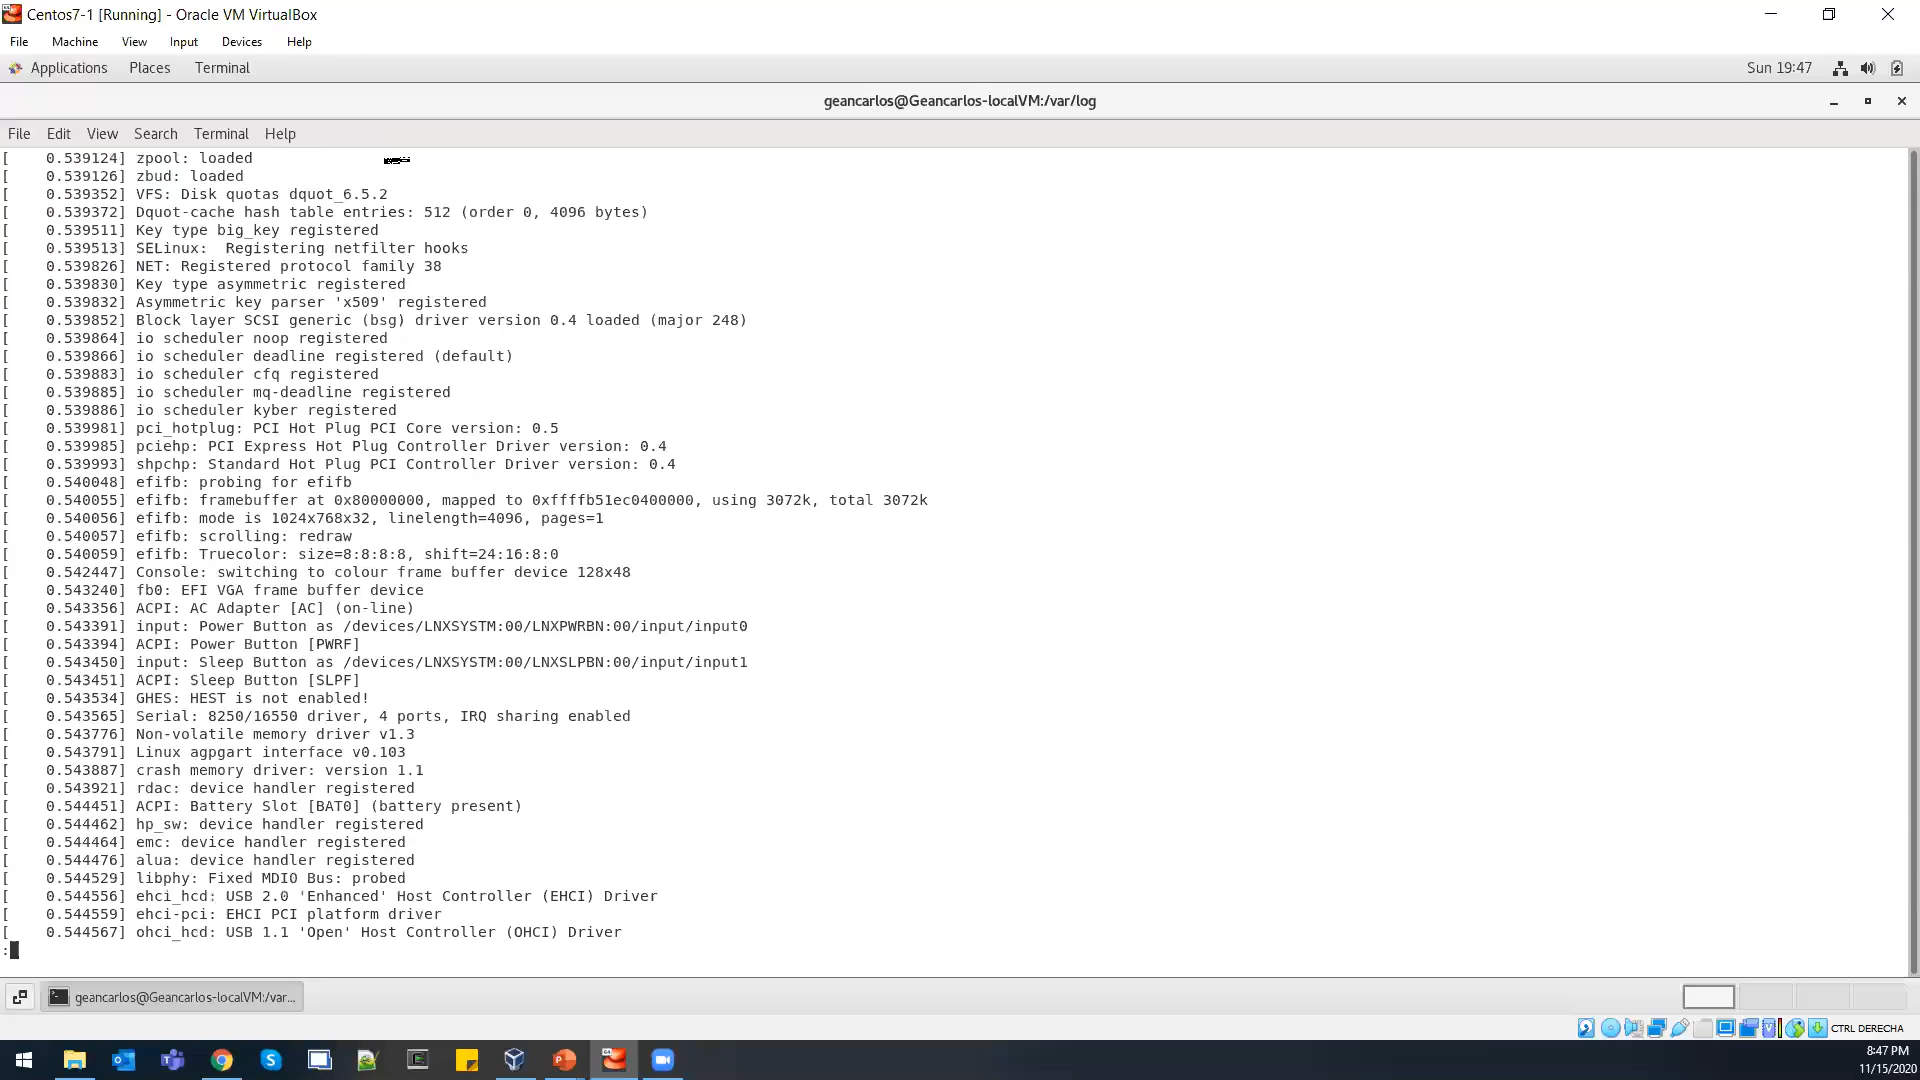 Centos7-1 [Running] - Oracle VM VirtualBox
File Machine View Input Devices Help
Applications Places Terminal Sun 19:47
geancarlos@Geancarlos-localVM:/var/log
File Edit View Search Terminal Help
[    0.539124] zpool: loaded
[    0.539126] zbud: loaded
[    0.539352] VFS: Disk quotas dquot_6.5.2
[    0.539372] Dquot-cache hash table entries: 512 (order 0, 4096 bytes)
[    0.539511] Key type big_key registered
[    0.539513] SELinux:  Registering netfilter hooks
[    0.539826] NET: Registered protocol family 38
[    0.539830] Key type asymmetric registered
[    0.539832] Asymmetric key parser 'x509' registered
[    0.539852] Block layer SCSI generic (bsg) driver version 0.4 loaded (major 248)
[    0.539864] io scheduler noop registered
[    0.539866] io scheduler deadline registered (default)
[    0.539883] io scheduler cfq registered
[    0.539885] io scheduler mq-deadline registered
[    0.539886] io scheduler kyber registered
[    0.539981] pci_hotplug: PCI Hot Plug PCI Core version: 0.5
[    0.539985] pciehp: PCI Express Hot Plug Controller Driver version: 0.4
[    0.539993] shpchp: Standard Hot Plug PCI Controller Driver version: 0.4
[    0.540048] efifb: probing for efifb
[    0.540055] efifb: framebuffer at 0x80000000, mapped to 0xffffb51ec0400000, using 3072k, total 3072k
[    0.540056] efifb: mode is 1024x768x32, linelength=4096, pages=1
[    0.540057] efifb: scrolling: redraw
[    0.540059] efifb: Truecolor: size=8:8:8:8, shift=24:16:8:0
[    0.542447] Console: switching to colour frame buffer device 128x48
[    0.543240] fb0: EFI VGA frame buffer device
[    0.543356] ACPI: AC Adapter [AC] (on-line)
[    0.543391] input: Power Button as /devices/LNXSYSTM:00/LNXPWRBN:00/input/input0
[    0.543394] ACPI: Power Button [PWRF]
[    0.543450] input: Sleep Button as /devices/LNXSYSTM:00/LNXSLPBN:00/input/input1
[    0.543451] ACPI: Sleep Button [SLPF]
[    0.543534] GHES: HEST is not enabled!
[    0.543565] Serial: 8250/16550 driver, 4 ports, IRQ sharing enabled
[    0.543776] Non-volatile memory driver v1.3
[    0.543791] Linux agpgart interface v0.103
[    0.543887] crash memory driver: version 1.1
[    0.543921] rdac: device handler registered
[    0.544451] ACPI: Battery Slot [BAT0] (battery present)
[    0.544462] hp_sw: device handler registered
[    0.544464] emc: device handler registered
[    0.544476] alua: device handler registered
[    0.544529] libphy: Fixed MDIO Bus: probed
[    0.544556] ehci_hcd: USB 2.0 'Enhanced' Host Controller (EHCI) Driver
[    0.544559] ehci-pci: EHCI PCI platform driver
[    0.544567] ohci_hcd: USB 1.1 'Open' Host Controller (OHCI) Driver
:
geancarlos@Geancarlos-localVM:/var...
CTRL DERECHA
8:47 PM
11/15/2020